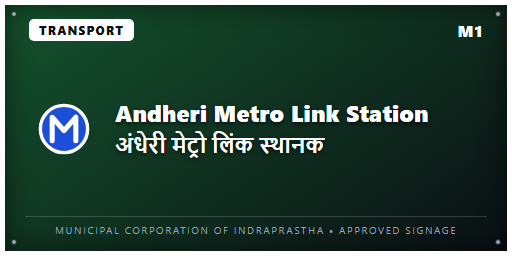 TRANSPORT
M1
M
Andheri Metro Link Station
अंधेरी मेट्रो लिंक स्थानक
MUNICIPAL CORPORATION OF INDRAPRASTHA • APPROVED SIGNAGE